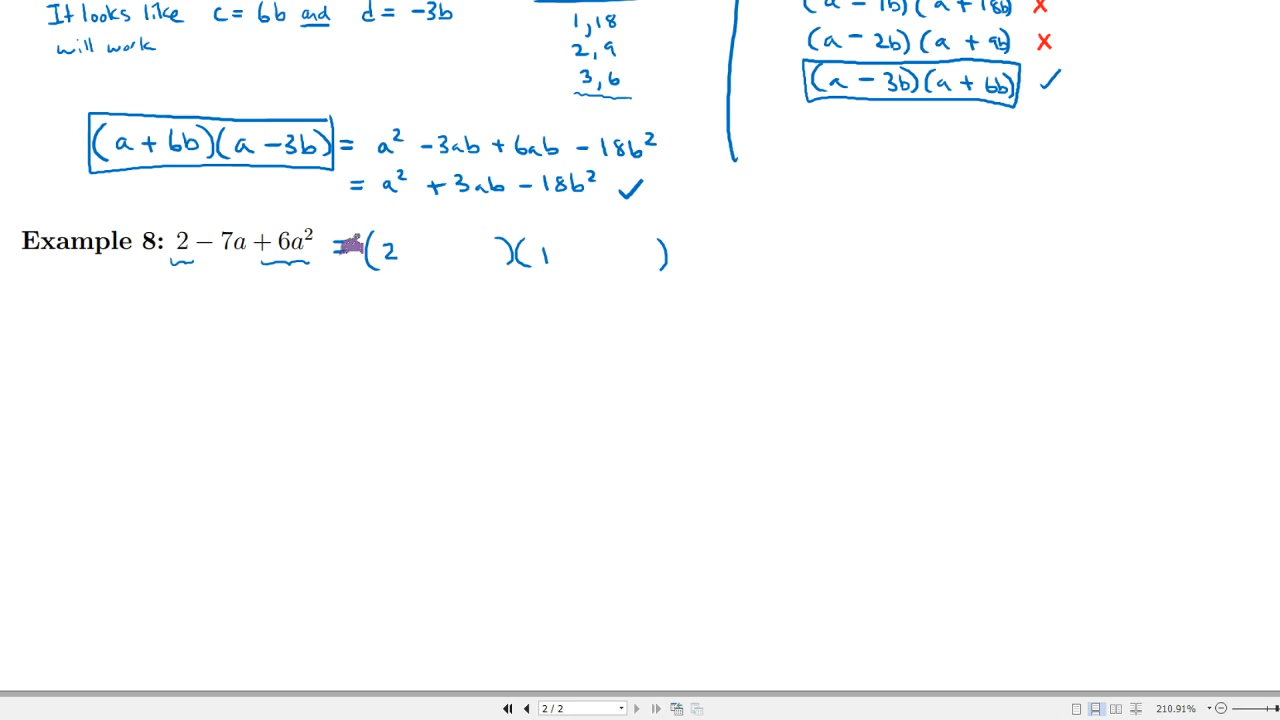 It looks like c = 6b and d = -3b
will work
1, 18
2, 9
3, 6
(a - 1b)(a + 18b) ×
(a - 2b)(a + 9b) ×
(a - 3b)(a + 6b) ✓
(a + 6b)(a - 3b) = a² - 3ab + 6ab - 18b²
= a² + 3ab - 18b² ✓
Example 8: 2 − 7a + 6a² = (2 )(1 )
2 / 2
210.91%